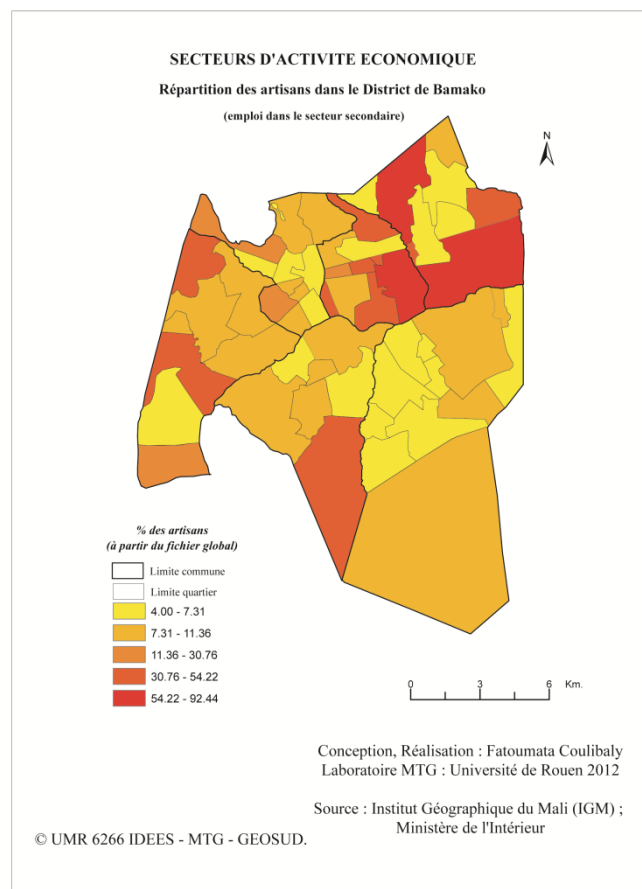 SECTEURS D'ACTIVITE ECONOMIQUE
Répartition des artisans dans le District de Bamako
(emploi dans le secteur secondaire)
N
% des artisans
(à partir du fichier global)
Limite commune
Limite quartier
4.00 - 7.31
7.31 - 11.36
11.36 - 30.76
30.76 - 54.22
54.22 - 92.44
0 3 6 Km.
Conception, Réalisation : Fatoumata Coulibaly
Laboratoire MTG : Université de Rouen 2012
Source : Institut Géographique du Mali (IGM) ;
Ministère de l'Intérieur
© UMR 6266 IDEES - MTG - GEOSUD.